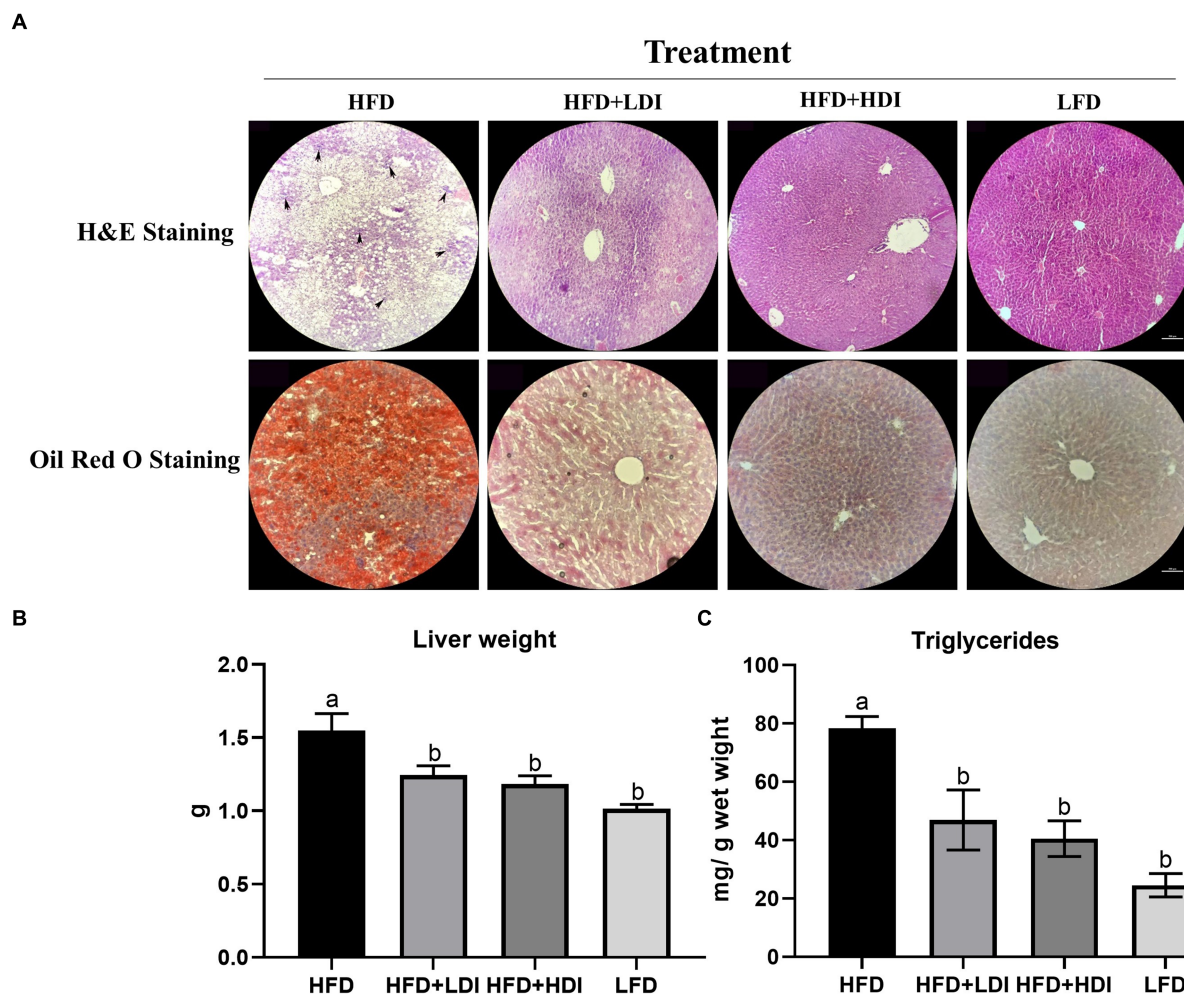 A
Treatment
HFD HFD+LDI HFD+HDI LFD
H&E Staining
Oil Red O Staining
B
Liver weight
g
2.0
1.5
1.0
0.5
0.0
a
b
b
b
HFD HFD+LDI HFD+HDI LFD
C
Triglycerides
mg/ g wet wight
100
80
60
40
20
0
a
b
b
b
HFD HFD+LDI HFD+HDI LFD